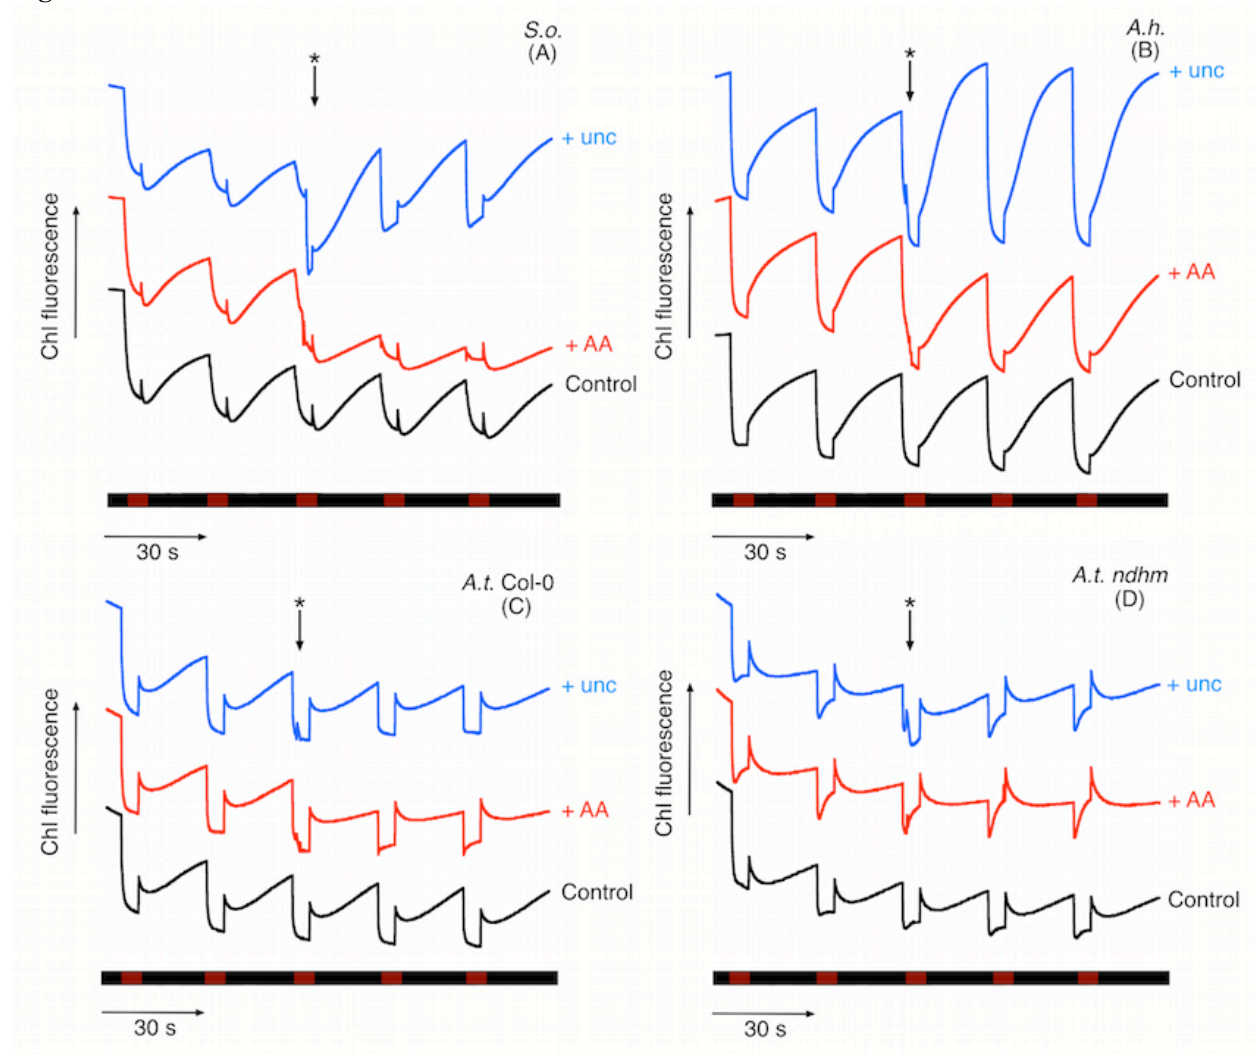 S.o.
(A)
*
+ unc
+ AA
Control
Chl fluorescence
30 s
A.h.
(B)
*
+ unc
+ AA
Control
Chl fluorescence
30 s
A.t. Col-0
(C)
*
+ unc
+ AA
Control
Chl fluorescence
30 s
A.t. ndhm
(D)
*
+ unc
+ AA
Control
Chl fluorescence
30 s